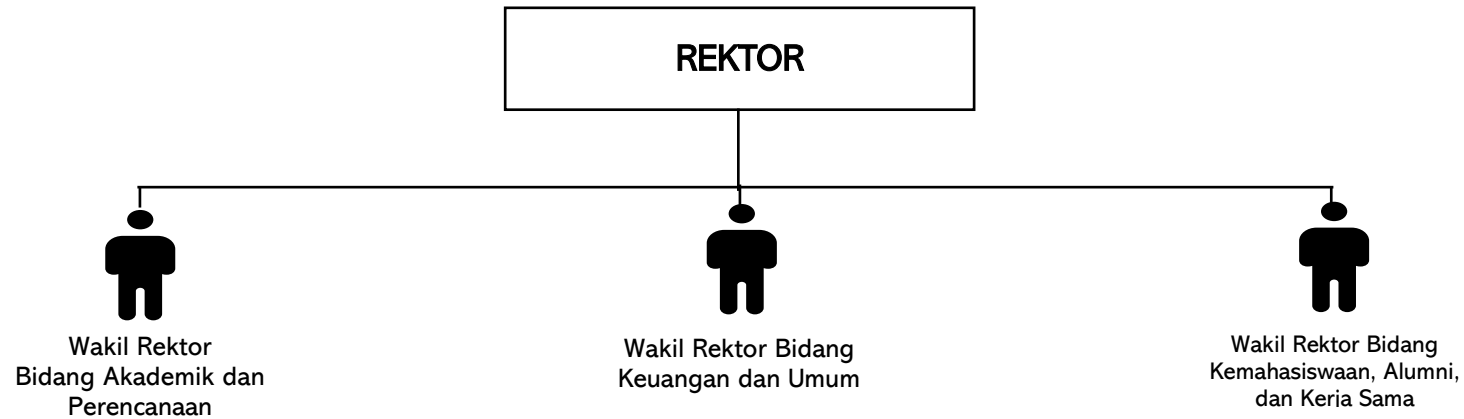 REKTOR
Wakil Rektor
Bidang Akademik dan
Perencanaan
Wakil Rektor Bidang
Keuangan dan Umum
Wakil Rektor Bidang
Kemahasiswaan, Alumni,
dan Kerja Sama